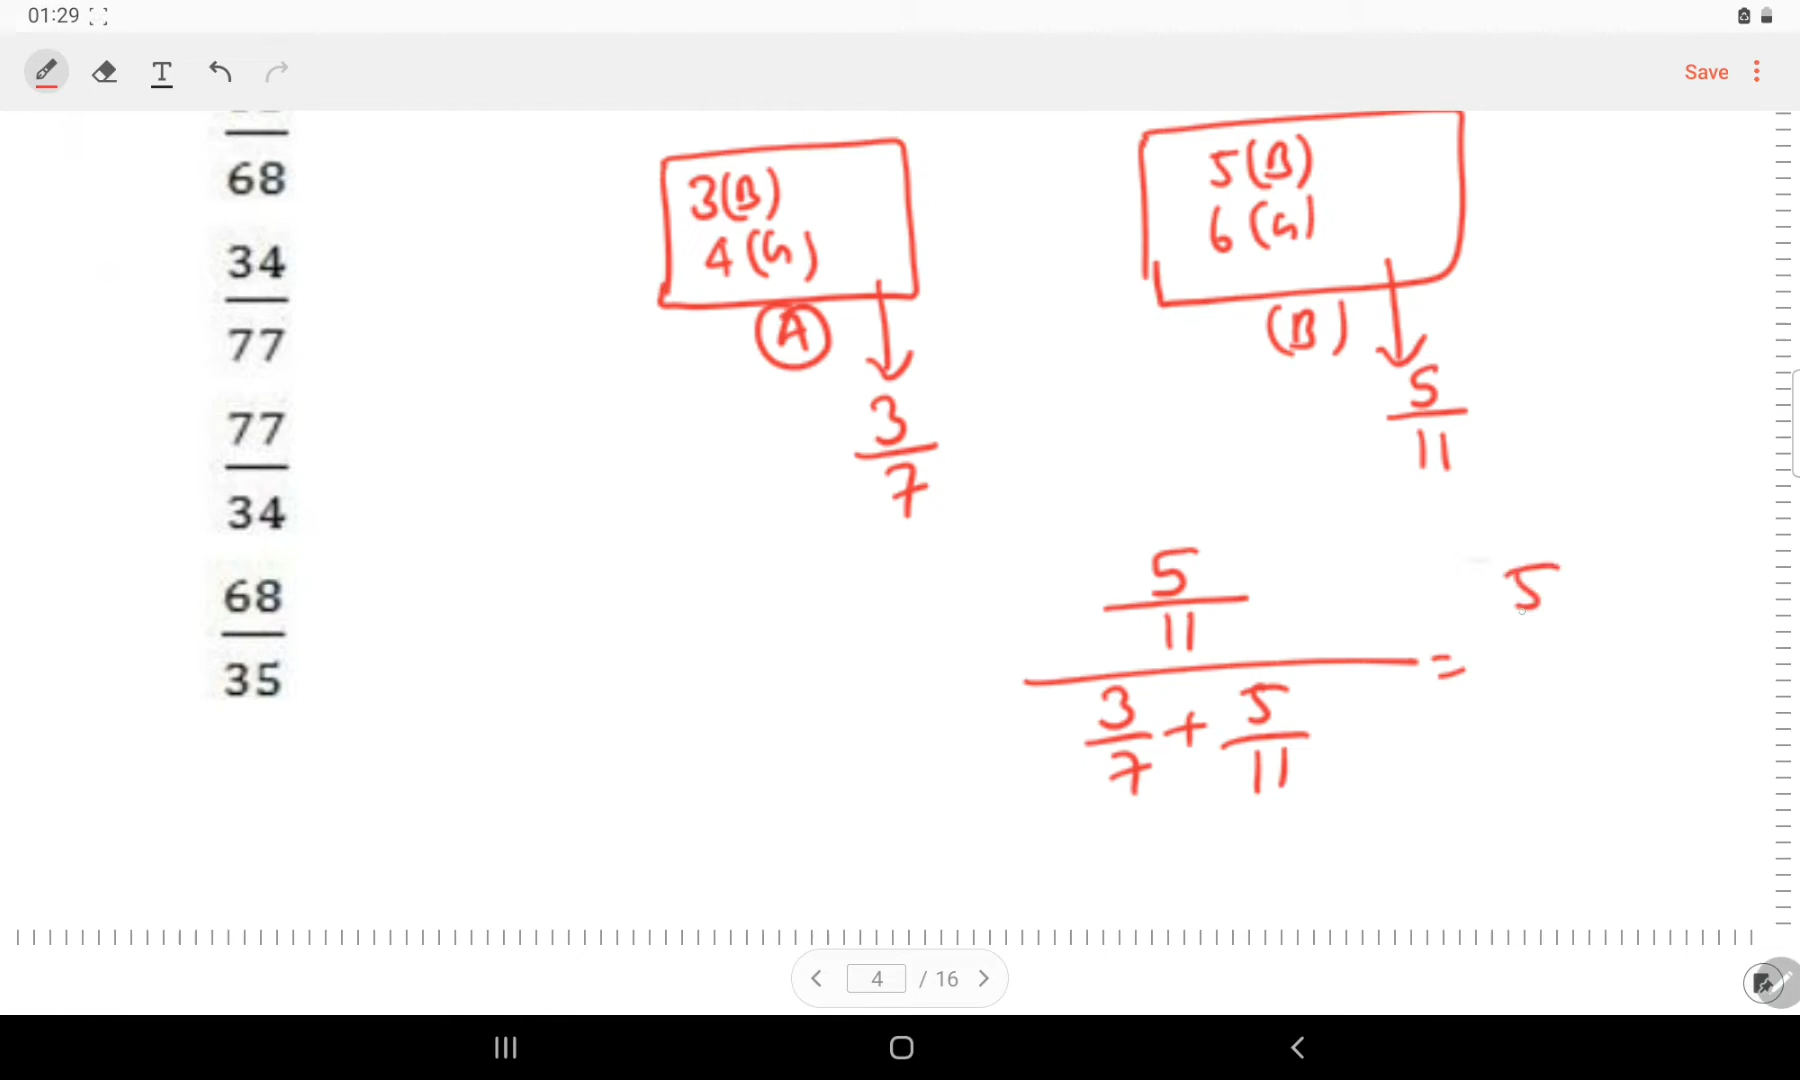 01:29
T
Save
68
34
77
77
34
68
35
3(B)
4(G)
A
3
7
5(B)
6(G)
(B)
5
11
5
11
3/7 + 5/11
=
5
4 / 16